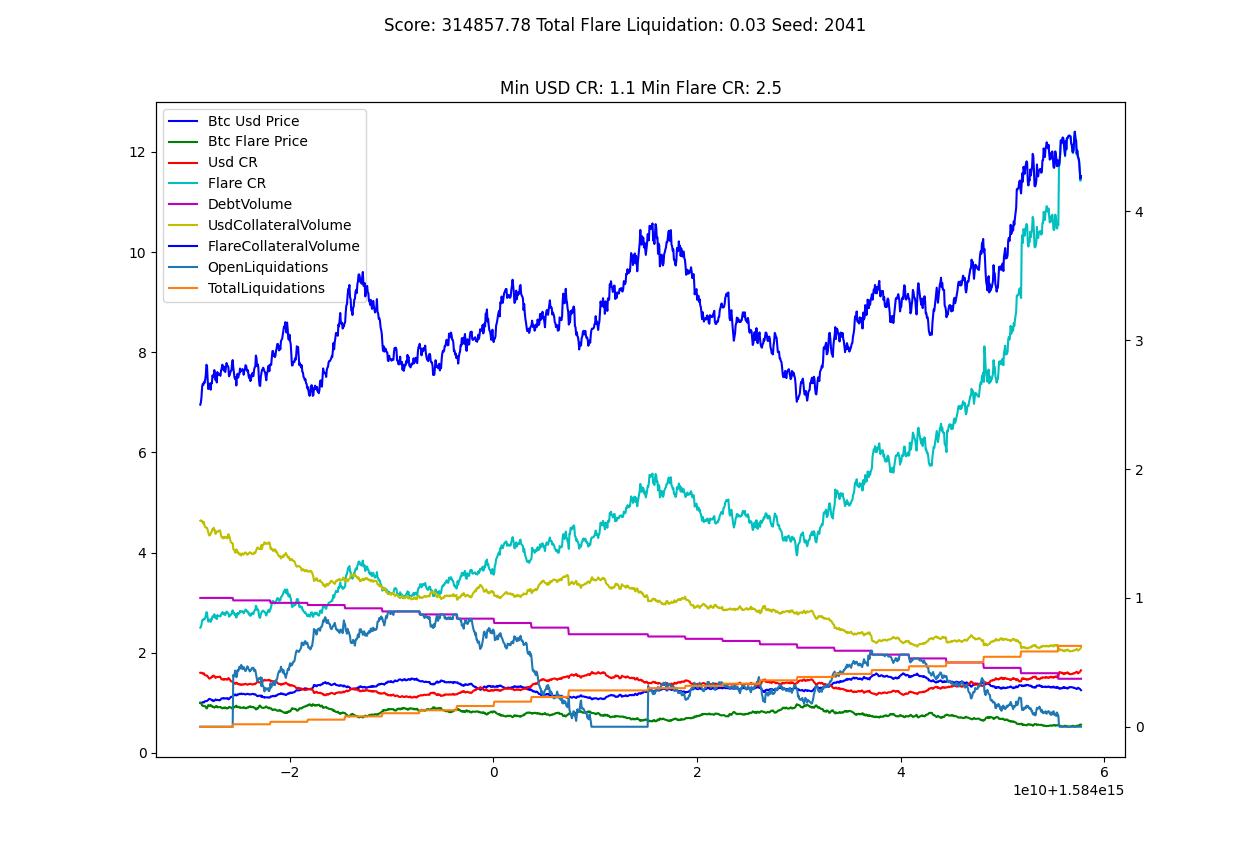 Score: 314857.78 Total Flare Liquidation: 0.03 Seed: 2041
Min USD CR: 1.1 Min Flare CR: 2.5
Btc Usd Price
Btc Flare Price
Usd CR
Flare CR
DebtVolume
UsdCollateralVolume
FlareCollateralVolume
OpenLiquidations
TotalLiquidations
12
10
8
6
4
2
0
4
3
2
1
0
−2 0 2 4 6
1e10+1.584e15